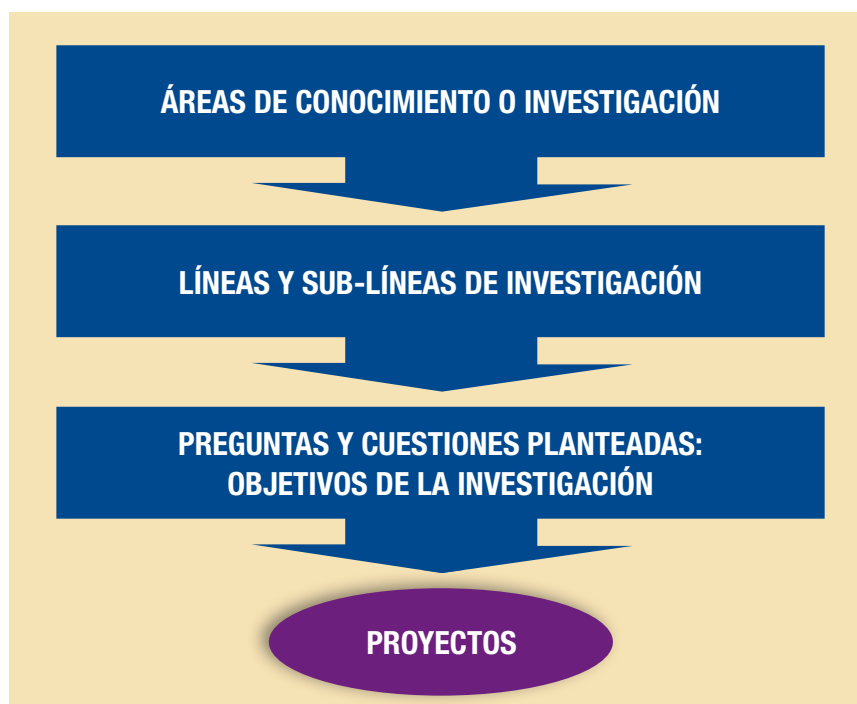 ÁREAS DE CONOCIMIENTO O INVESTIGACIÓN
LÍNEAS Y SUB-LÍNEAS DE INVESTIGACIÓN
PREGUNTAS Y CUESTIONES PLANTEADAS:
OBJETIVOS DE LA INVESTIGACIÓN
PROYECTOS